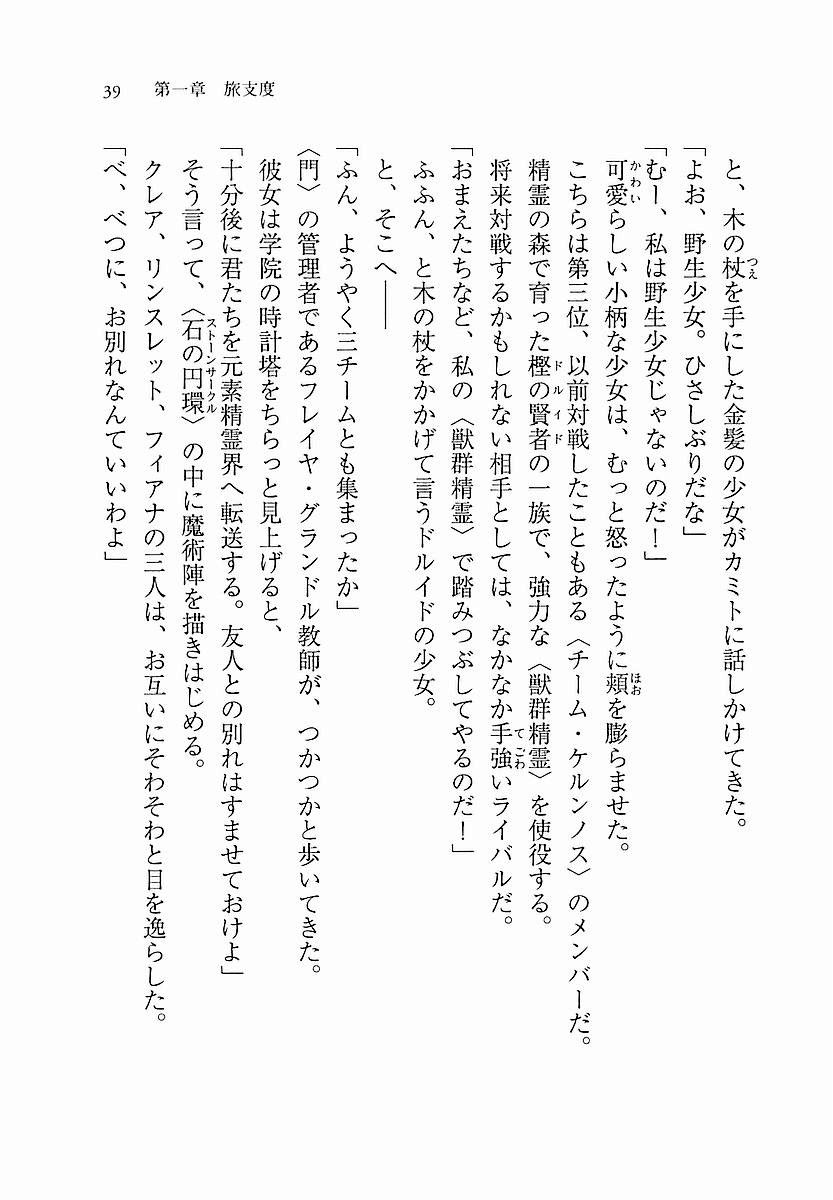 39　第一章　旅支度
と、木の杖を手にした金髪の少女がカミトに話しかけてきた。
「よお、野生少女。ひさしぶりだな」
「むー、私は野生少女じゃないのだ！」
可愛らしい小柄な少女は、むっと怒ったように頬を膨らませた。
こちらは第三位、以前対戦したこともある〈チーム・ケルンノス〉のメンバーだ。
精霊の森で育った樫の賢者の一族で、強力な〈獣群精霊〉を使役する。
将来対戦するかもしれない相手としては、なかなか手強いライバルだ。
「おまえたちなど、私の〈獣群精霊〉で踏みつぶしてやるのだ！」
ふふん、と木の杖をかかげて言うドルイドの少女。
と、そこへ――
「ふん、ようやく三チームとも集まったか」
〈門〉の管理者であるフレイヤ・グランドル教師が、つかつかと歩いてきた。
彼女は学院の時計塔をちらっと見上げると、
「十分後に君たちを元素精霊界へ転送する。友人との別れはすませておけよ」
そう言って、〈石の円環〉の中に魔術陣を描きはじめる。
クレア、リンスレット、フィアナの三人は、お互いにそわそわと目を逸らした。
「べ、べつに、お別れなんていいわよ」